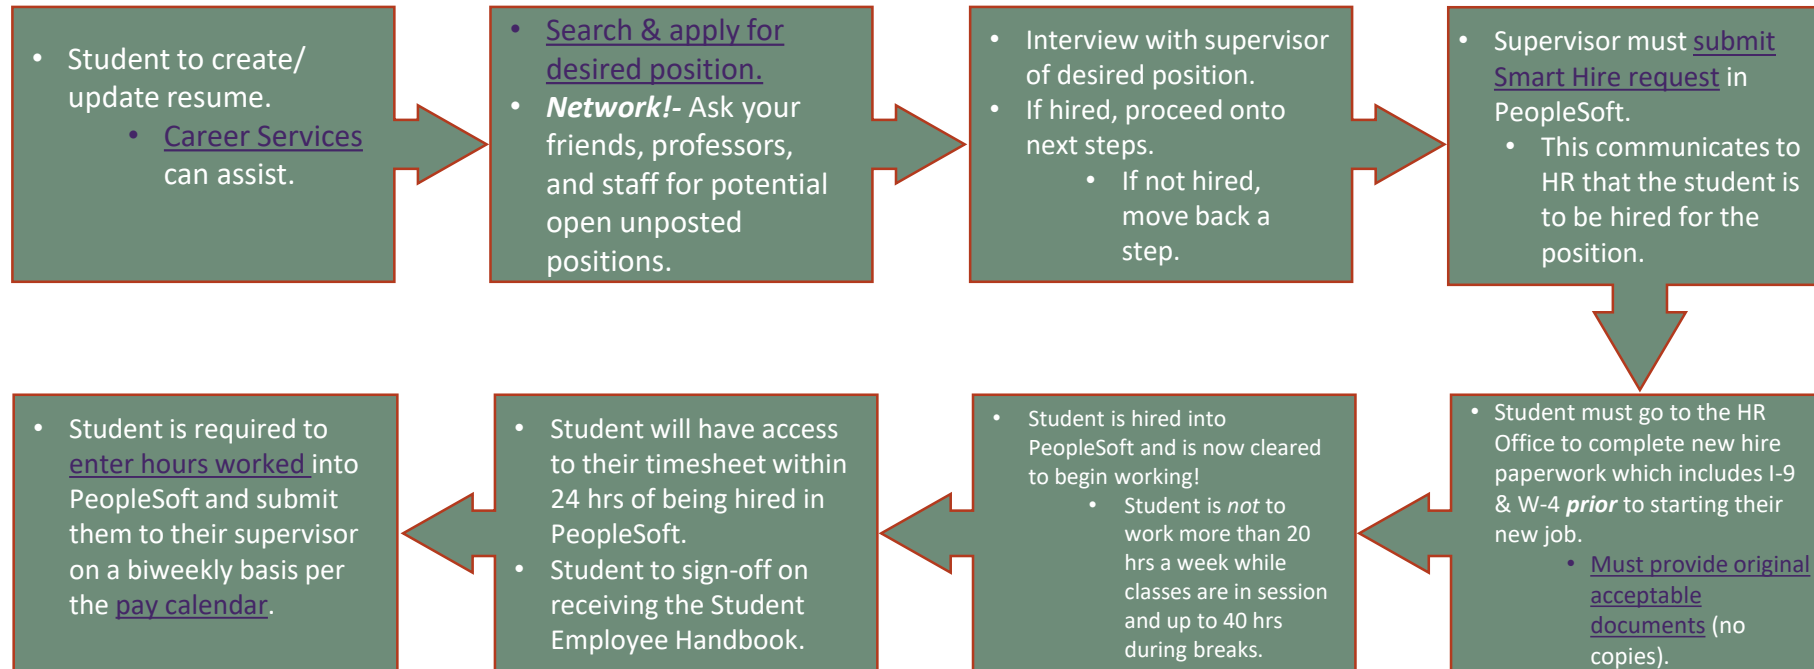 • Student to create/
update resume.
• Career Services
can assist.
• Search & apply for
desired position.
• Network!- Ask your
friends, professors,
and staff for potential
open unposted
positions.
• Interview with supervisor
of desired position.
• If hired, proceed onto
next steps.
• If not hired,
move back a
step.
• Supervisor must submit
Smart Hire request in
PeopleSoft.
• This communicates to
HR that the student is
to be hired for the
position.
• Student must go to the HR
Office to complete new hire
paperwork which includes I-9
& W-4 prior to starting their
new job.
• Must provide original
acceptable
documents (no
copies).
• Student is hired into
PeopleSoft and is now cleared
to begin working!
• Student is not to
work more than 20
hrs a week while
classes are in session
and up to 40 hrs
during breaks.
• Student will have access
to their timesheet within
24 hrs of being hired in
PeopleSoft.
• Student to sign-off on
receiving the Student
Employee Handbook.
• Student is required to
enter hours worked into
PeopleSoft and submit
them to their supervisor
on a biweekly basis per
the pay calendar.